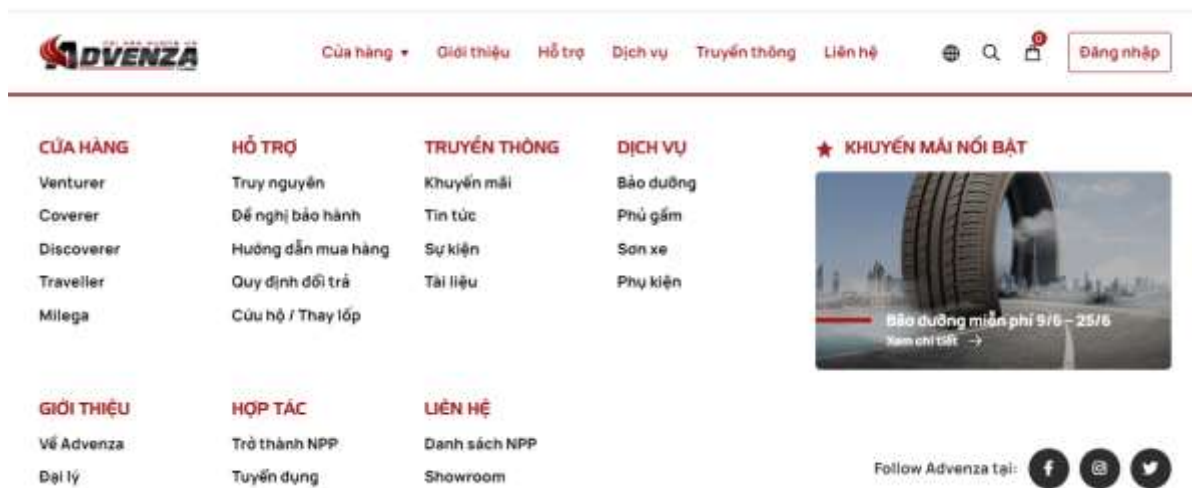 ADVENZA
Cửa hàng
Giới thiệu
Hỗ trợ
Dịch vụ
Truyền thông
Liên hệ
0
Đăng nhập
CỬA HÀNG
Venturer
Coverer
Discoverer
Traveller
Milega
HỖ TRỢ
Truy nguyên
Đề nghị bảo hành
Hướng dẫn mua hàng
Quy định đổi trả
Cứu hộ / Thay lốp
TRUYỀN THÔNG
Khuyến mãi
Tin tức
Sự kiện
Tài liệu
DỊCH VỤ
Bảo dưỡng
Phủ gầm
Sơn xe
Phụ kiện
KHUYẾN MÃI NỔI BẬT
Bảo dưỡng miễn phí 9/6 – 25/6
Xem chi tiết →
GIỚI THIỆU
Về Advenza
Đại lý
HỢP TÁC
Trở thành NPP
Tuyển dụng
LIÊN HỆ
Danh sách NPP
Showroom
Follow Advenza tại: